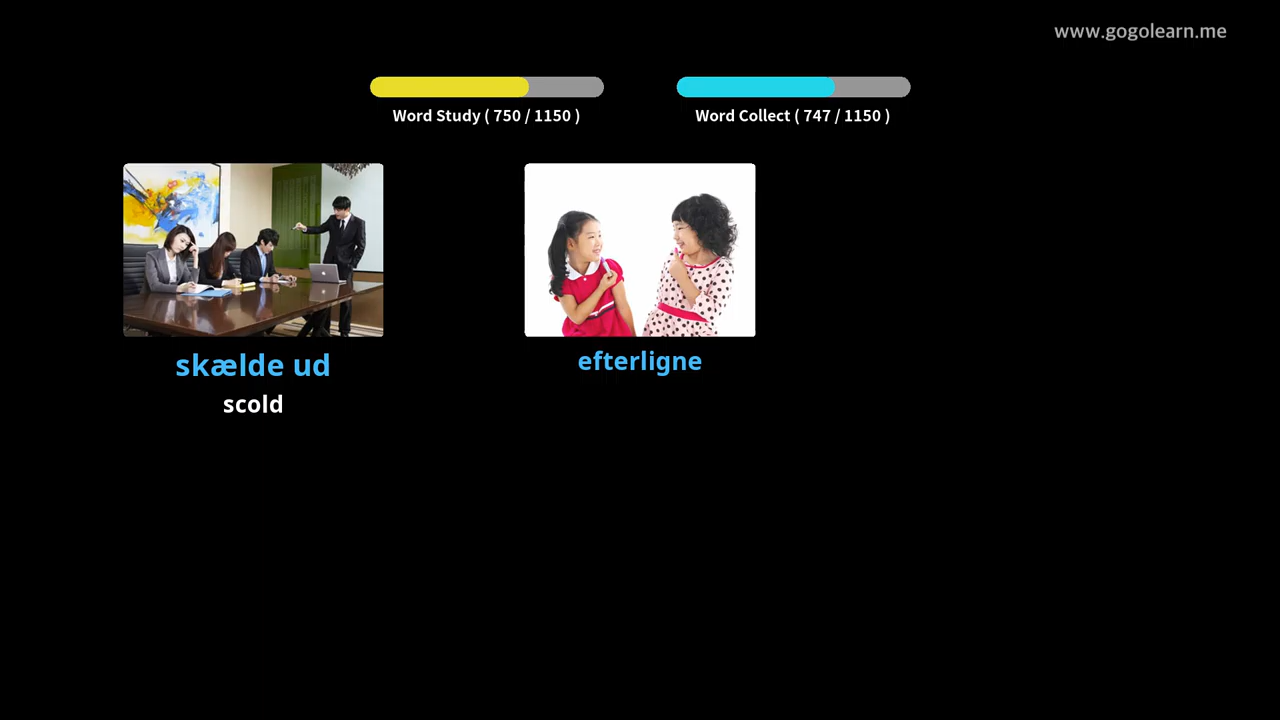 www.gogolearn.me
Word Study ( 750 / 1150 )
Word Collect ( 747 / 1150 )
skælde ud
scold
efterligne